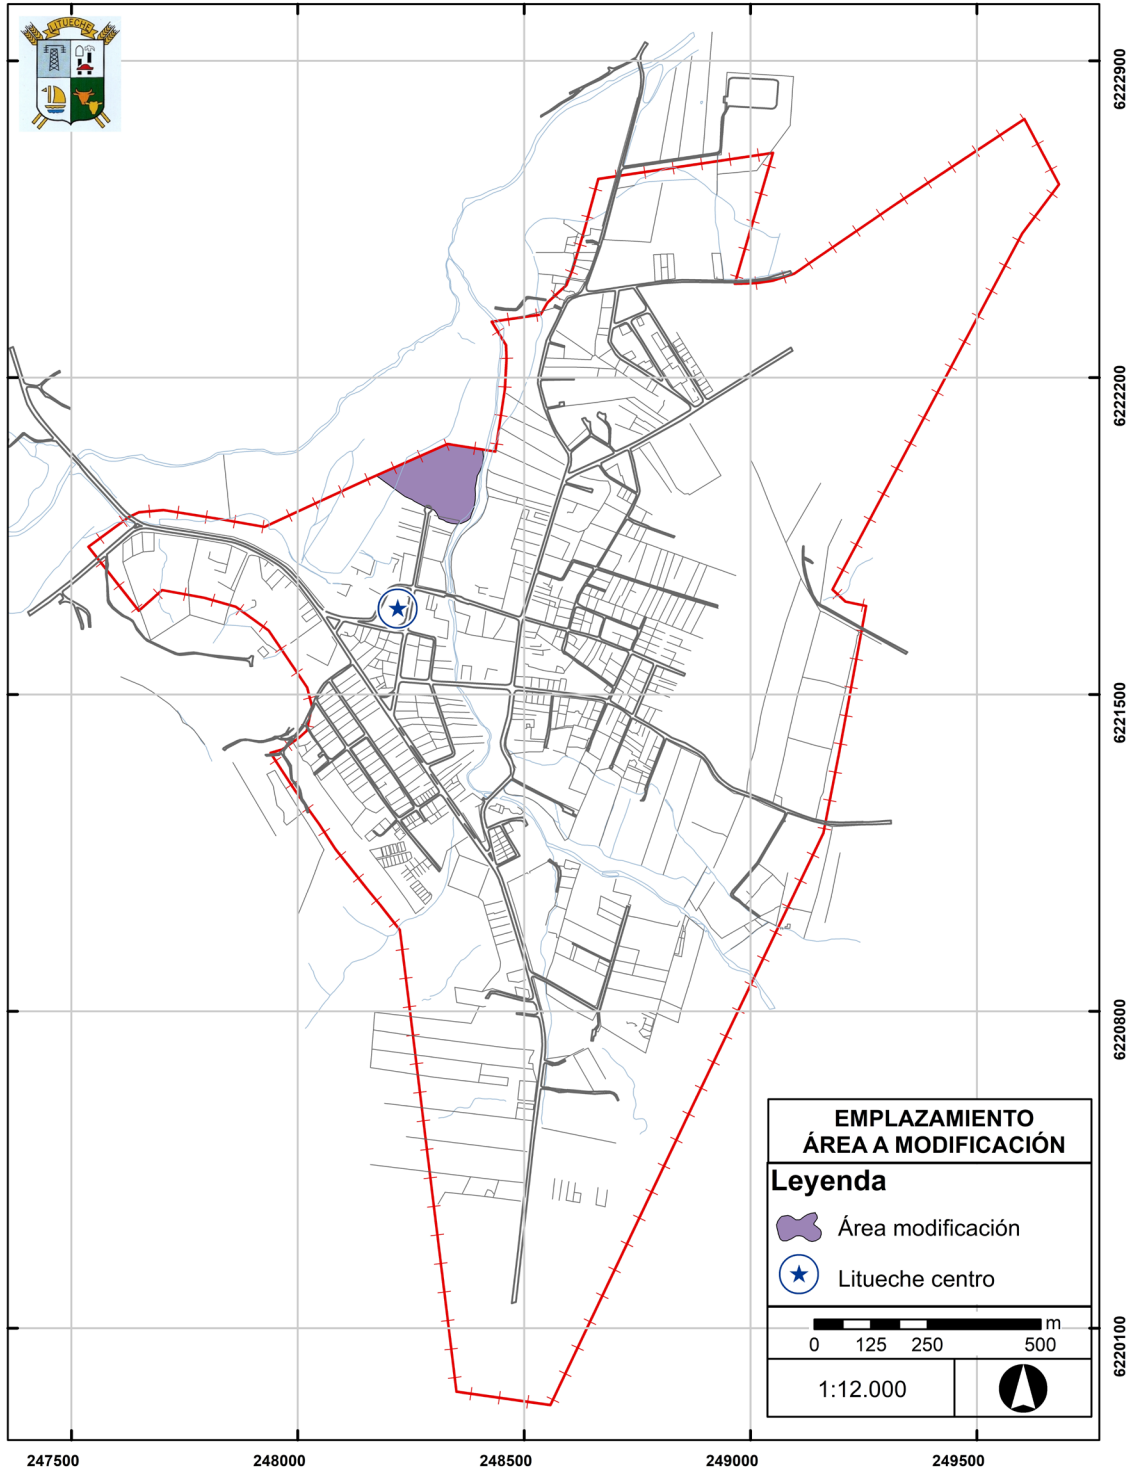 LITUECHE
6222900
6222200
6221500
6220800
6220100
EMPLAZAMIENTO
ÁREA A MODIFICACIÓN
Leyenda
Área modificación
Litueche centro
m
0 125 250 500
1:12.000
247500 248000 248500 249000 249500